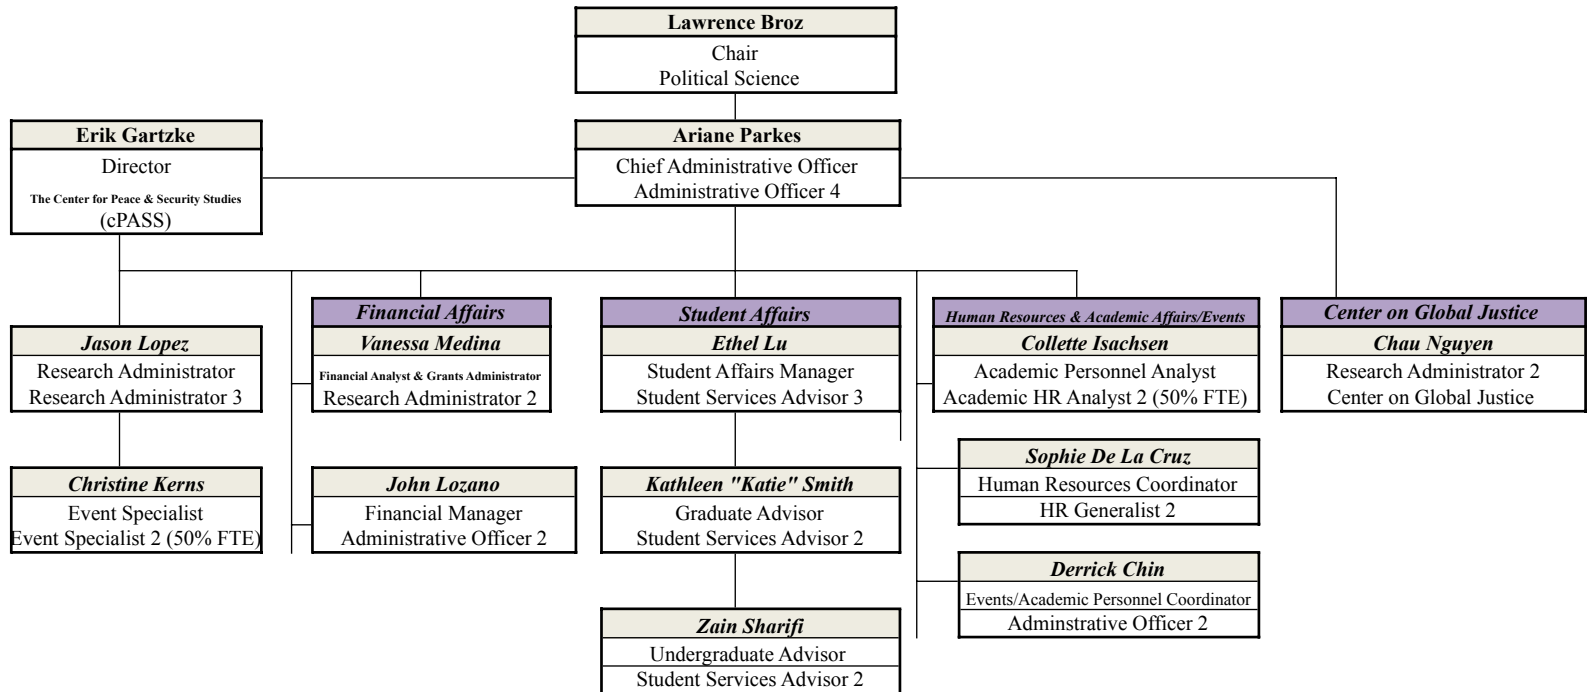 Lawrence Broz
Chair
Political Science
Erik Gartzke
Director
The Center for Peace & Security Studies
(cPASS)
Ariane Parkes
Chief Administrative Officer
Administrative Officer 4
Jason Lopez
Research Administrator
Research Administrator 3
Christine Kerns
Event Specialist
Event Specialist 2 (50% FTE)
Financial Affairs
Vanessa Medina
Financial Analyst & Grants Administrator
Research Administrator 2
John Lozano
Financial Manager
Administrative Officer 2
Student Affairs
Ethel Lu
Student Affairs Manager
Student Services Advisor 3
Kathleen "Katie" Smith
Graduate Advisor
Student Services Advisor 2
Zain Sharifi
Undergraduate Advisor
Student Services Advisor 2
Human Resources & Academic Affairs/Events
Collette Isachsen
Academic Personnel Analyst
Academic HR Analyst 2 (50% FTE)
Sophie De La Cruz
Human Resources Coordinator
HR Generalist 2
Derrick Chin
Events/Academic Personnel Coordinator
Adminstrative Officer 2
Center on Global Justice
Chau Nguyen
Research Administrator 2
Center on Global Justice